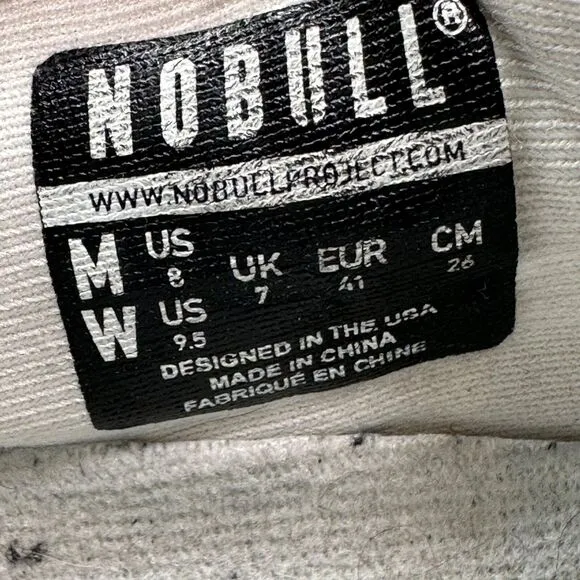 NOBULL®
WWW.NOBULLPROJECT.COM
M US 8 UK 7 EUR 41 CM 26
W US 9.5
DESIGNED IN THE USA
MADE IN CHINA
FABRIQUÉ EN CHINE